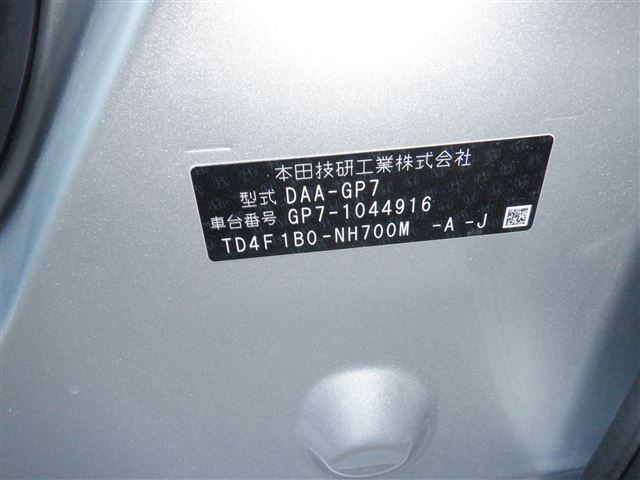 本田技研工業株式会社
型式 DAA-GP7
車台番号 GP7-1044916
TD4F1B0-NH700M -A -J